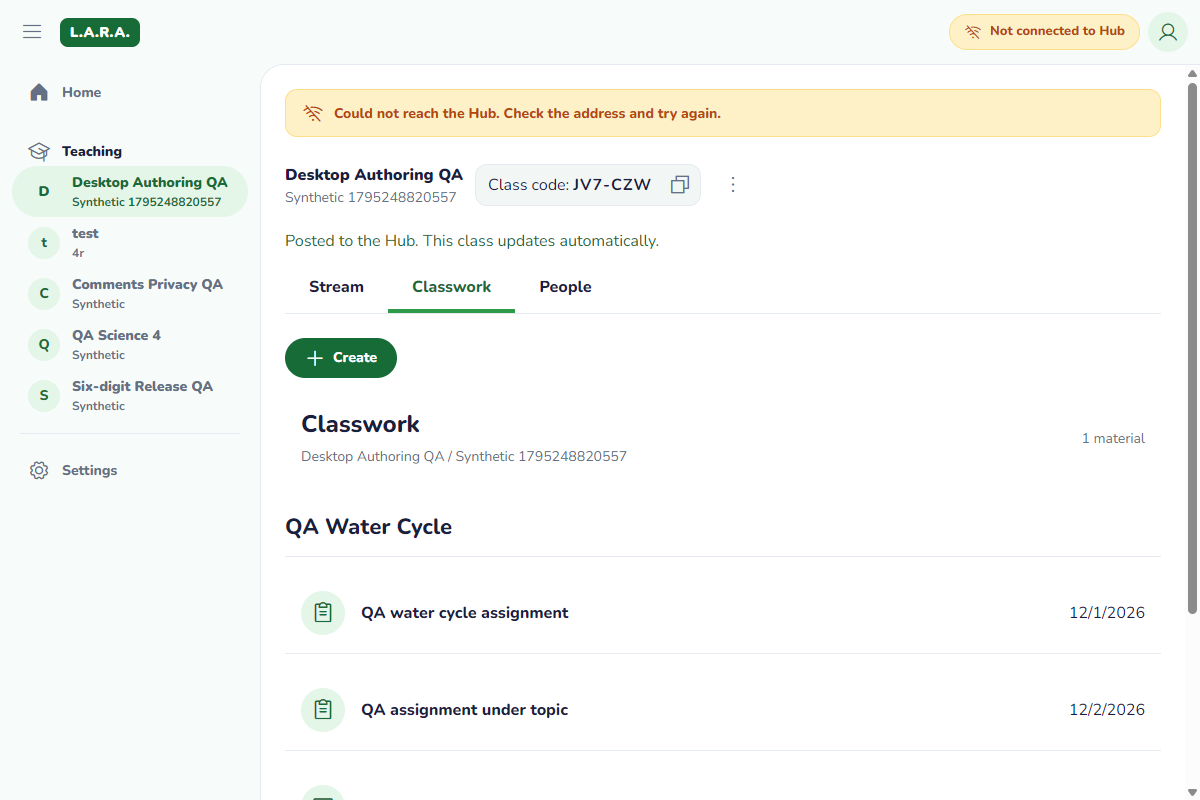 L.A.R.A.
Not connected to Hub
Home
Teaching
D
Desktop Authoring QA
Synthetic 1795248820557
t
test
4r
C
Comments Privacy QA
Synthetic
Q
QA Science 4
Synthetic
S
Six-digit Release QA
Synthetic
Settings
Could not reach the Hub. Check the address and try again.
Desktop Authoring QA
Synthetic 1795248820557
Class code: JV7-CZW
Posted to the Hub. This class updates automatically.
Stream Classwork People
Create
Classwork
Desktop Authoring QA / Synthetic 1795248820557
1 material
QA Water Cycle
QA water cycle assignment 12/1/2026
QA assignment under topic 12/2/2026